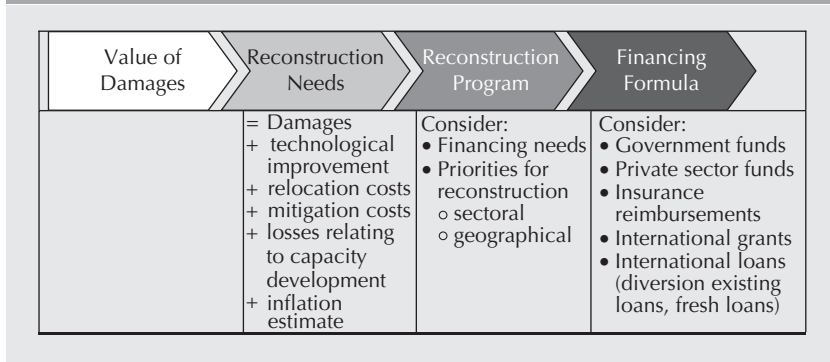 Value of
Damages
Reconstruction
Needs
Reconstruction
Program
Financing
Formula
= Damages
+ technological
improvement
+ relocation costs
+ mitigation costs
+ losses relating
to capacity
development
+ inflation
estimate
Consider:
• Financing needs
• Priorities for
reconstruction
○ sectoral
○ geographical
Consider:
• Government funds
• Private sector funds
• Insurance
reimbursements
• International grants
• International loans
(diversion existing
loans, fresh loans)